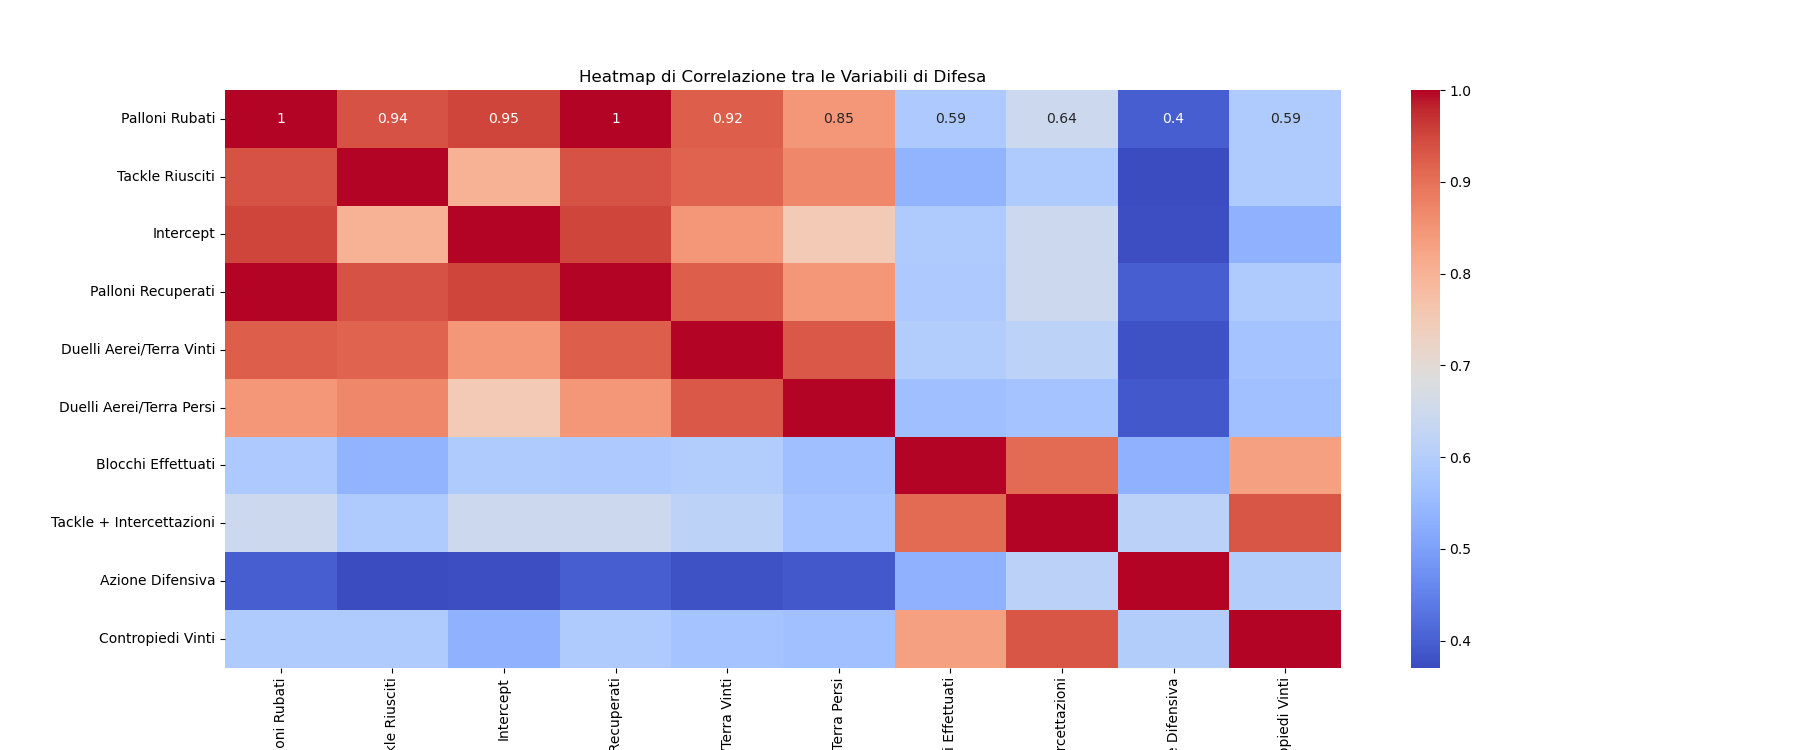 Heatmap di Correlazione tra le Variabili di Difesa
Palloni Rubati 1 0.94 0.95 1 0.92 0.85 0.59 0.64 0.4 0.59
Tackle Riusciti
Intercept
Palloni Recuperati
Duelli Aerei/Terra Vinti
Duelli Aerei/Terra Persi
Blocchi Effettuati
Tackle + Intercettazioni
Azione Difensiva
Contropiedi Vinti
1.0
0.9
0.8
0.7
0.6
0.5
0.4
oni Rubati
kle Riusciti
Intercept
Recuperati
/Terra Vinti
Terra Persi
i Effettuati
rcettazioni
e Difensiva
opiedi Vinti